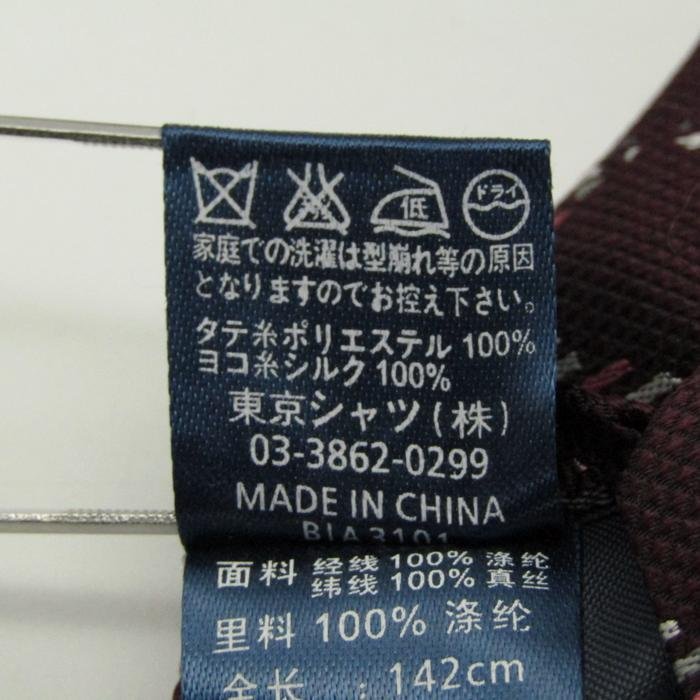 低 ドライ
家庭での洗濯は型崩れ等の原因
となりますのでお控え下さい。
タテ糸ポリエステル 100%
ヨコ糸シルク 100%
東京シャツ(株)
03-3862-0299
MADE IN CHINA
BIA3101
面料 经线 100% 涤纶
纬线 100% 真丝
里料 100% 涤纶
全长 : 142cm